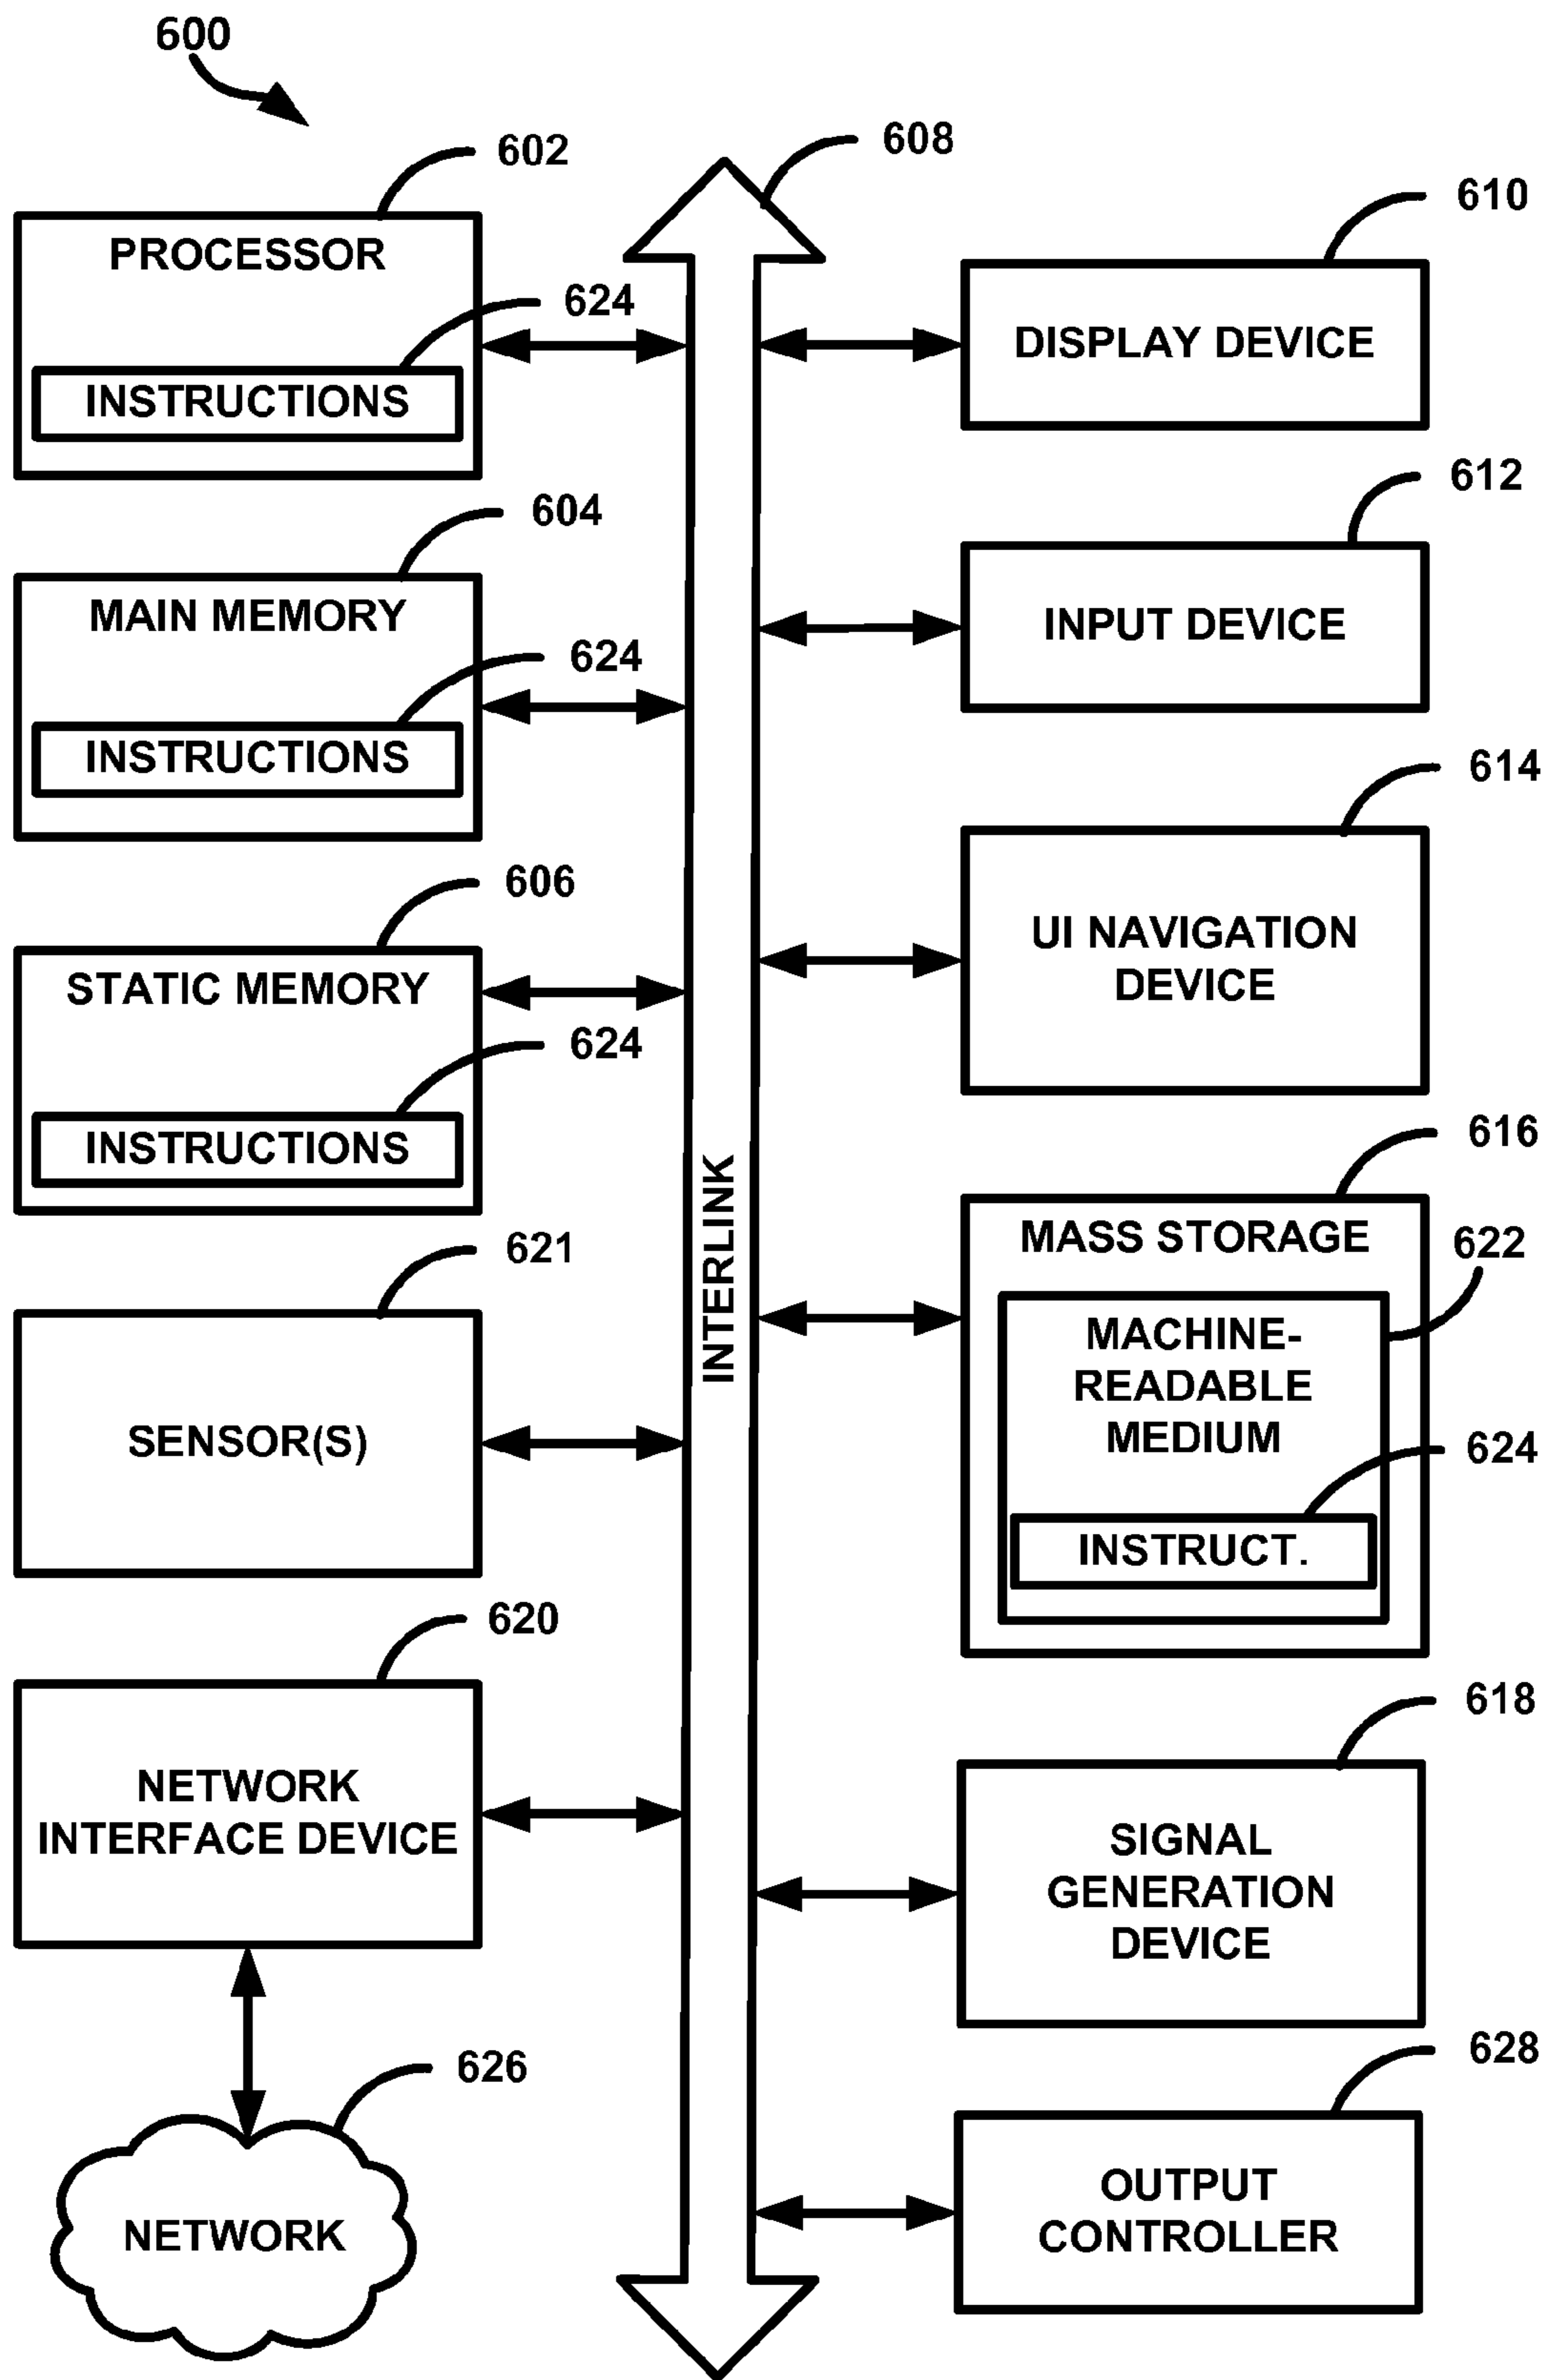 600
602
PROCESSOR
624
INSTRUCTIONS
604
MAIN MEMORY
624
INSTRUCTIONS
606
STATIC MEMORY
624
INSTRUCTIONS
621
SENSOR(S)
620
NETWORK
INTERFACE DEVICE
626
NETWORK
608
INTERLINK
610
DISPLAY DEVICE
612
INPUT DEVICE
614
UI NAVIGATION
DEVICE
616
MASS STORAGE
622
MACHINE-
READABLE
MEDIUM
624
INSTRUCT.
618
SIGNAL
GENERATION
DEVICE
628
OUTPUT
CONTROLLER